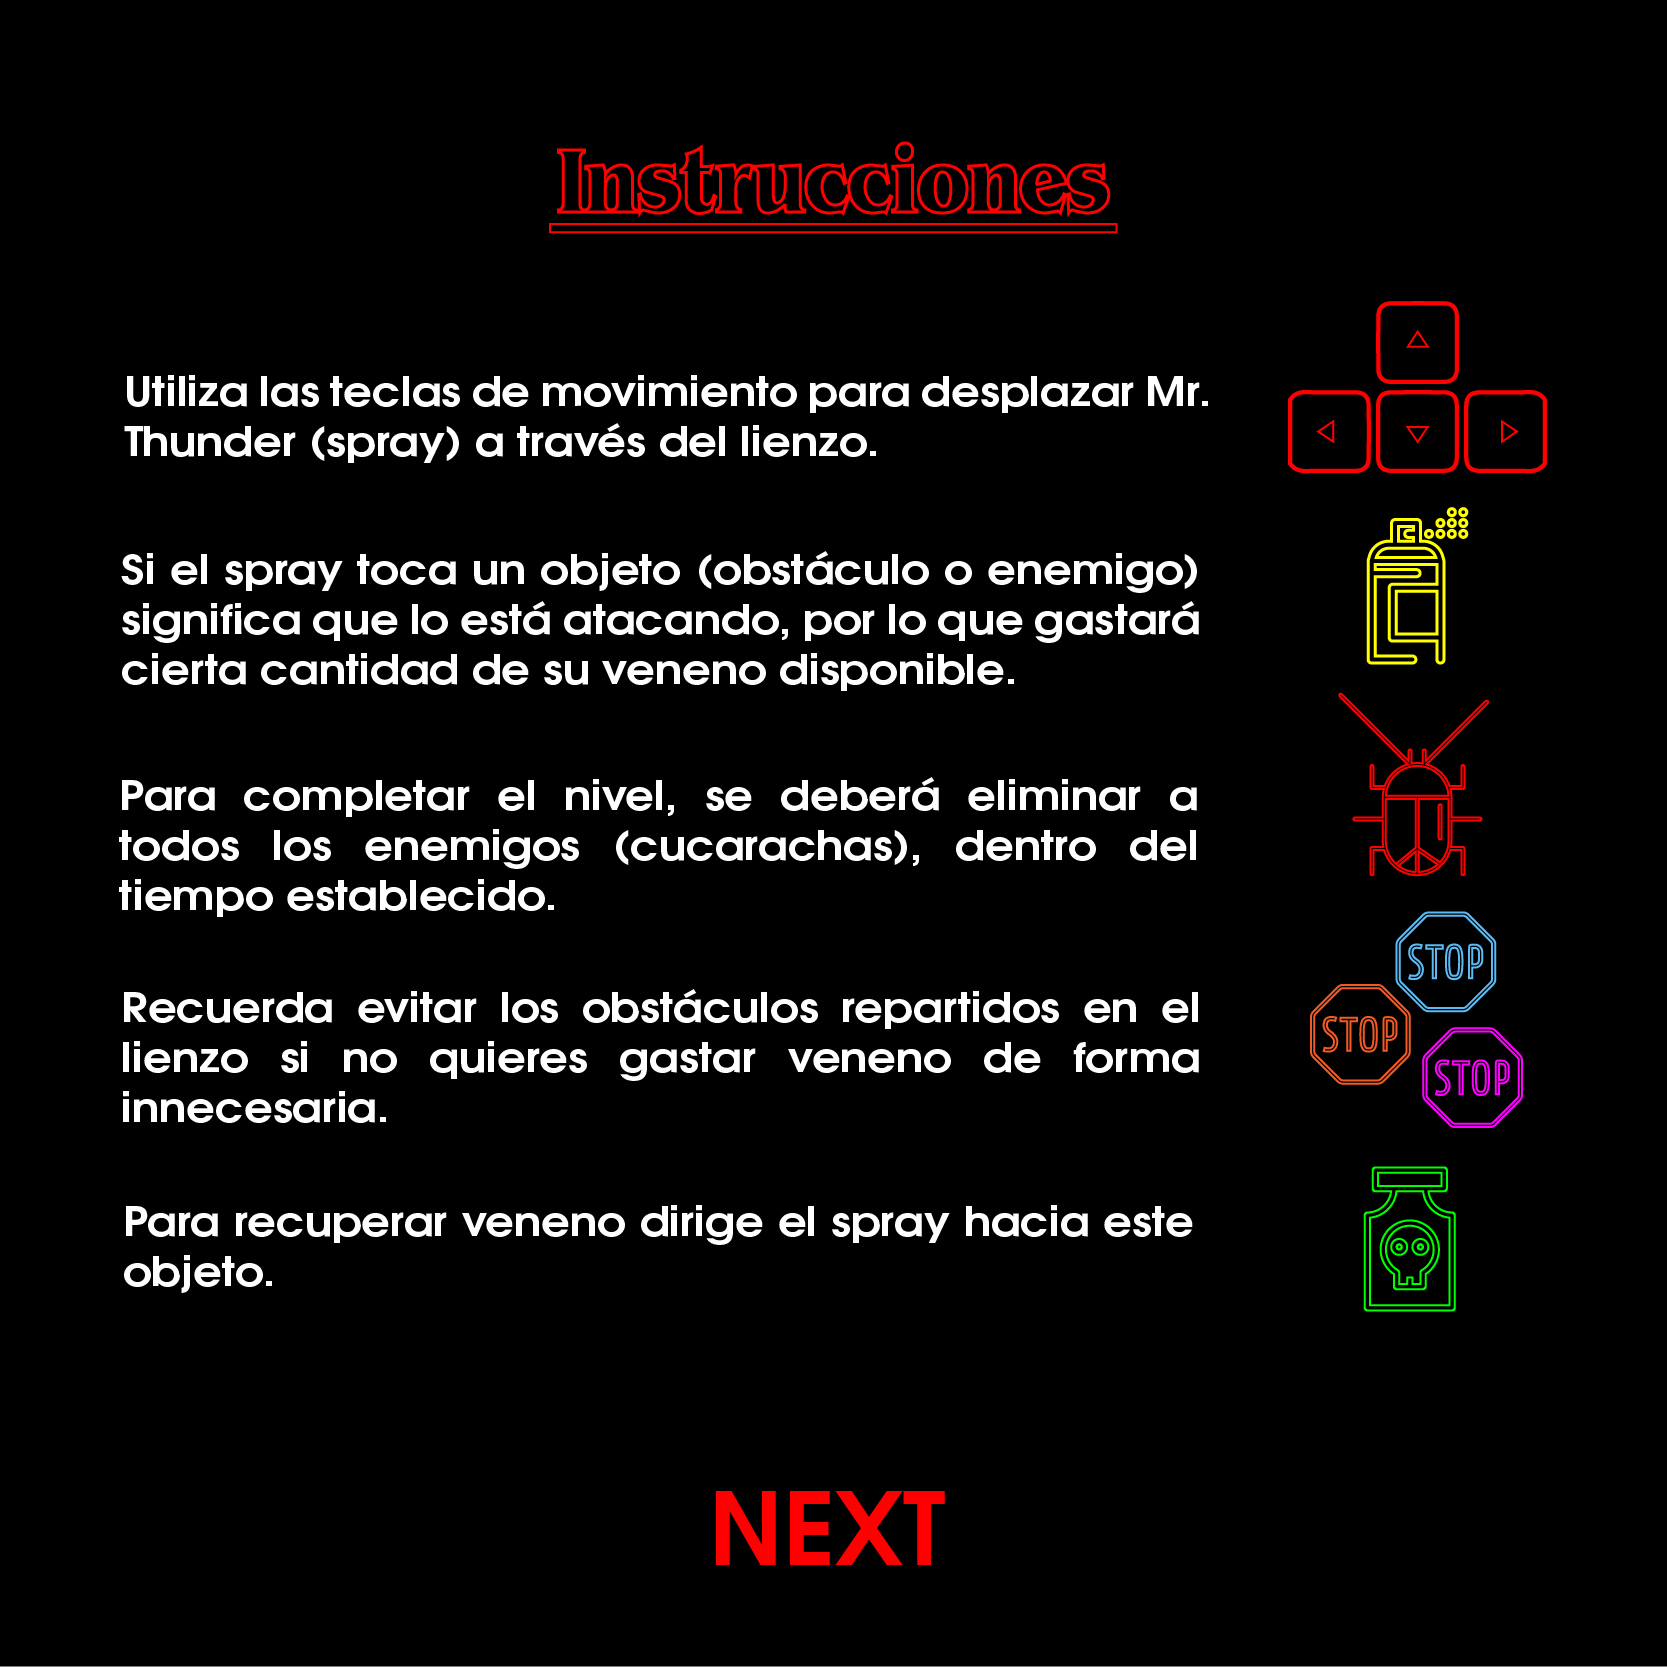 Instrucciones
Utiliza las teclas de movimiento para desplazar Mr.
Thunder (spray) a través del lienzo.
Si el spray toca un objeto (obstáculo o enemigo)
significa que lo está atacando, por lo que gastará
cierta cantidad de su veneno disponible.
Para completar el nivel, se deberá eliminar a
todos los enemigos (cucarachas), dentro del
tiempo establecido.
STOP
STOP
STOP
Recuerda evitar los obstáculos repartidos en el
lienzo si no quieres gastar veneno de forma
innecesaria.
Para recuperar veneno dirige el spray hacia este
objeto.
NEXT